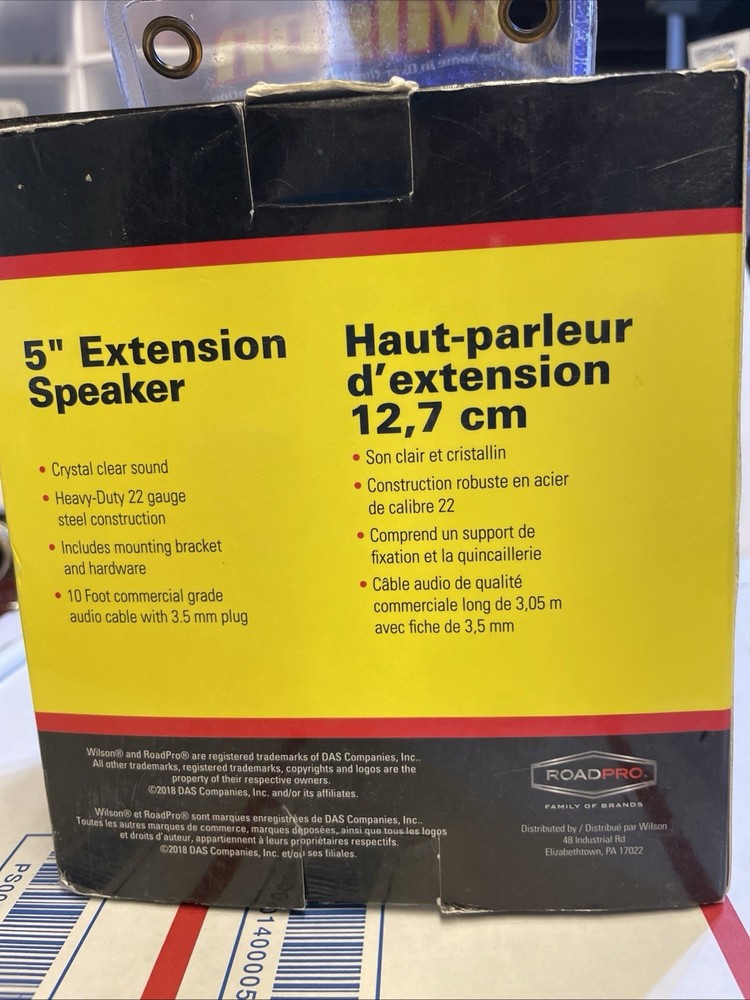 5" Extension
Speaker
• Crystal clear sound
• Heavy-Duty 22 gauge
steel construction
• Includes mounting bracket
and hardware
• 10 Foot commercial grade
audio cable with 3.5 mm plug
Haut-parleur
d'extension
12,7 cm
• Son clair et cristallin
• Construction robuste en acier
de calibre 22
• Comprend un support de
fixation et la quincaillerie
• Câble audio de qualité
commerciale long de 3,05 m
avec fiche de 3,5 mm
Wilson® and RoadPro® are registered trademarks of DAS Companies, Inc..
All other trademarks, registered trademarks, copyrights and logos are the
property of their respective owners.
©2018 DAS Companies, Inc. and/or its affiliates.
Wilson® et RoadPro® sont marques enregistrées de DAS Companies, Inc..
Toutes les autres marques de commerce, marques déposées, ainsi que tous les logos
et droits d'auteur, appartiennent à leurs propriétaires respectifs.
©2018 DAS Companies, Inc. et/ou ses filiales.
ROADPRO®
FAMILY OF BRANDS
Distributed by / Distribué par Wilson
48 Industrial Rd
Elizabethtown, PA 17022